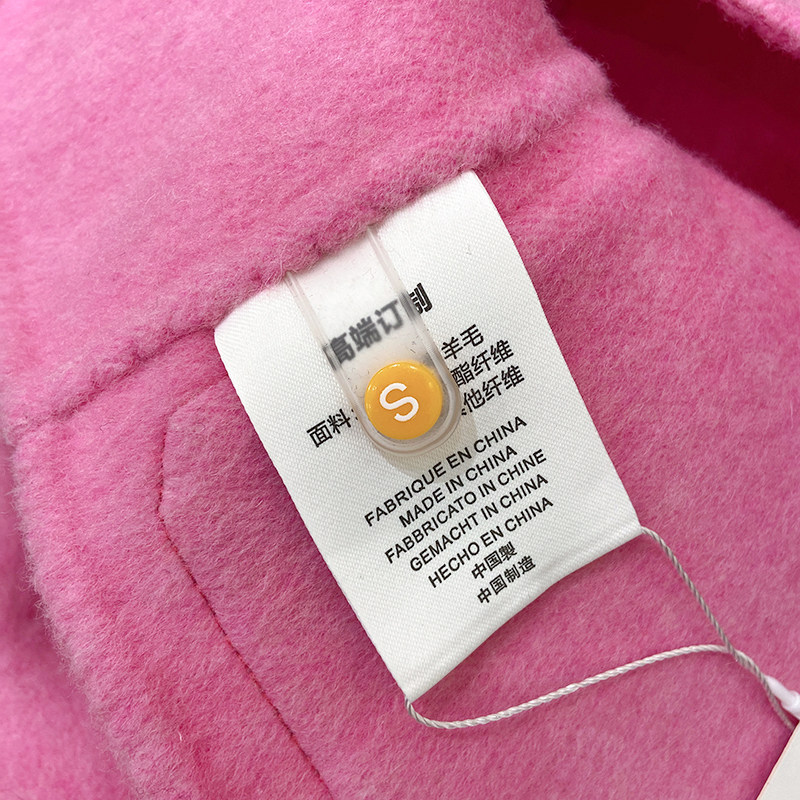 高端订制
S
面料: 羊毛
酯纤维
他纤维
FABRIQUE EN CHINA
MADE IN CHINA
FABBRICATO IN CHINE
GEMACHT IN CHINA
HECHO EN CHINA
中国製
中国制造